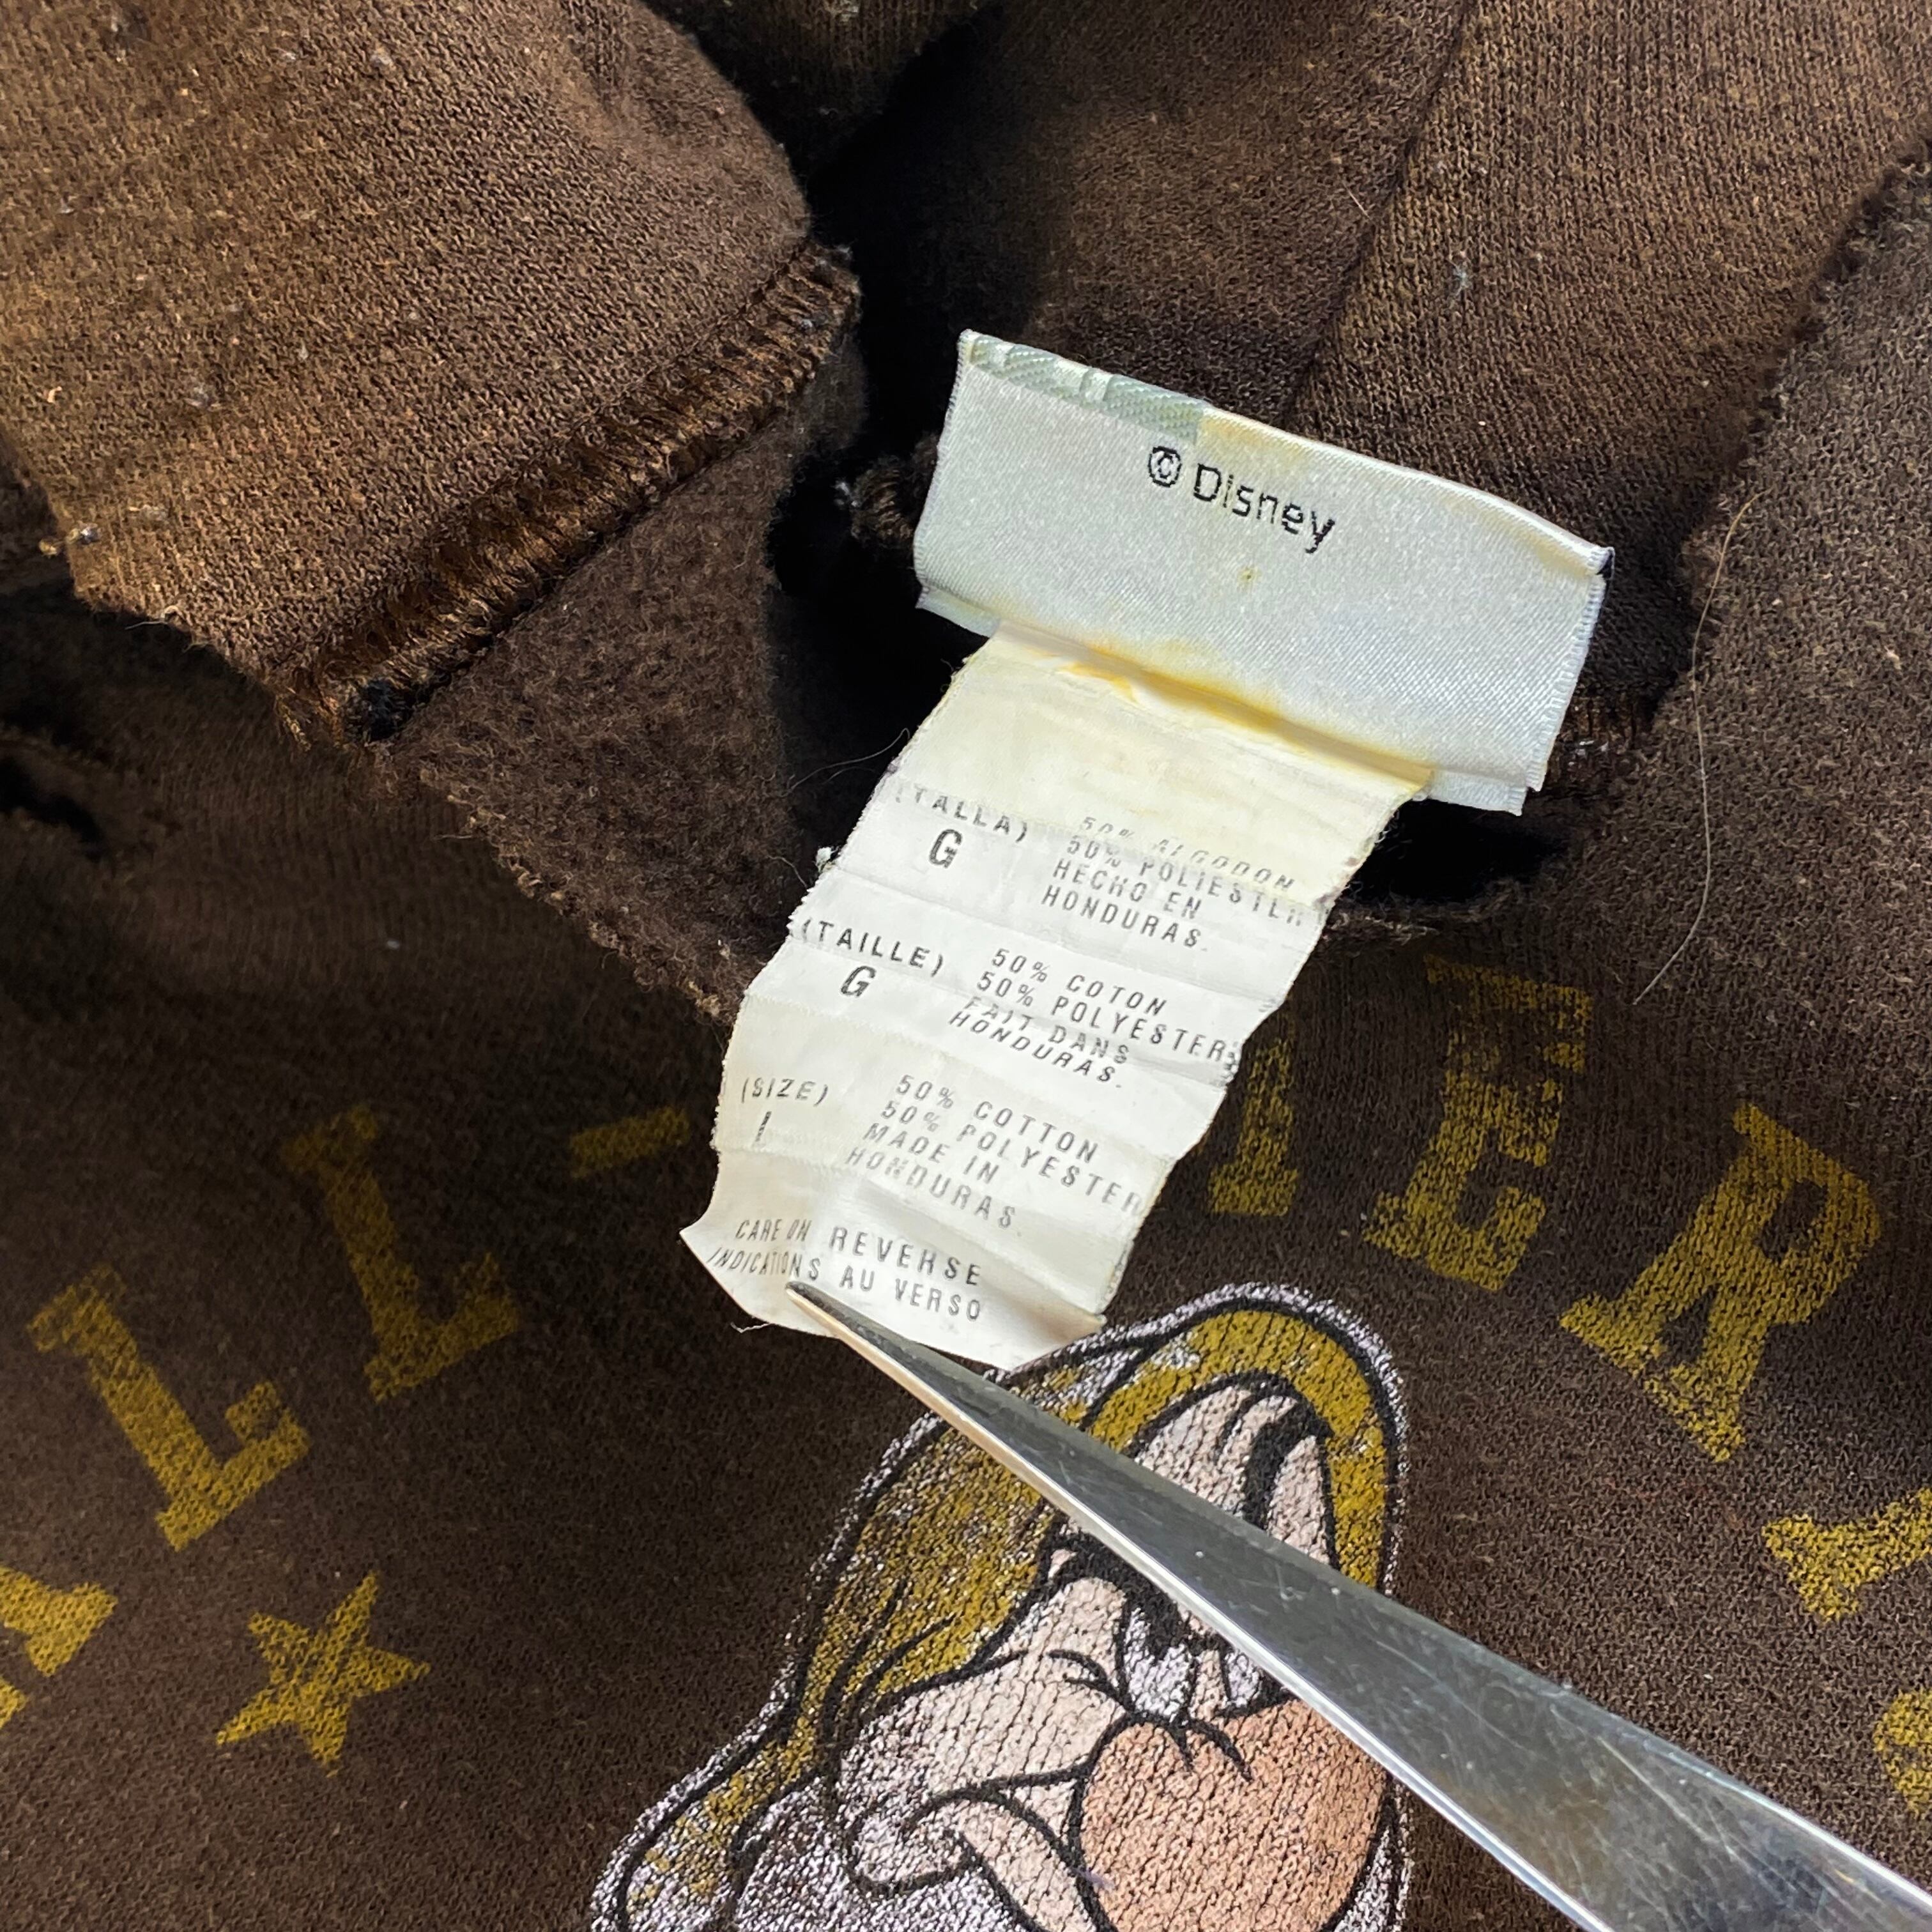 © Disney
(TALLA)
G
50% ALGODON
50% POLIESTER
HECHO EN
HONDURAS.
(TAILLE)
G
50% COTON
50% POLYESTER
FAIT DANS
HONDURAS.
(SIZE)
50% COTTON
50% POLYESTER
MADE IN
HONDURAS
CARE ON REVERSE
INDICATIONS AU VERSO